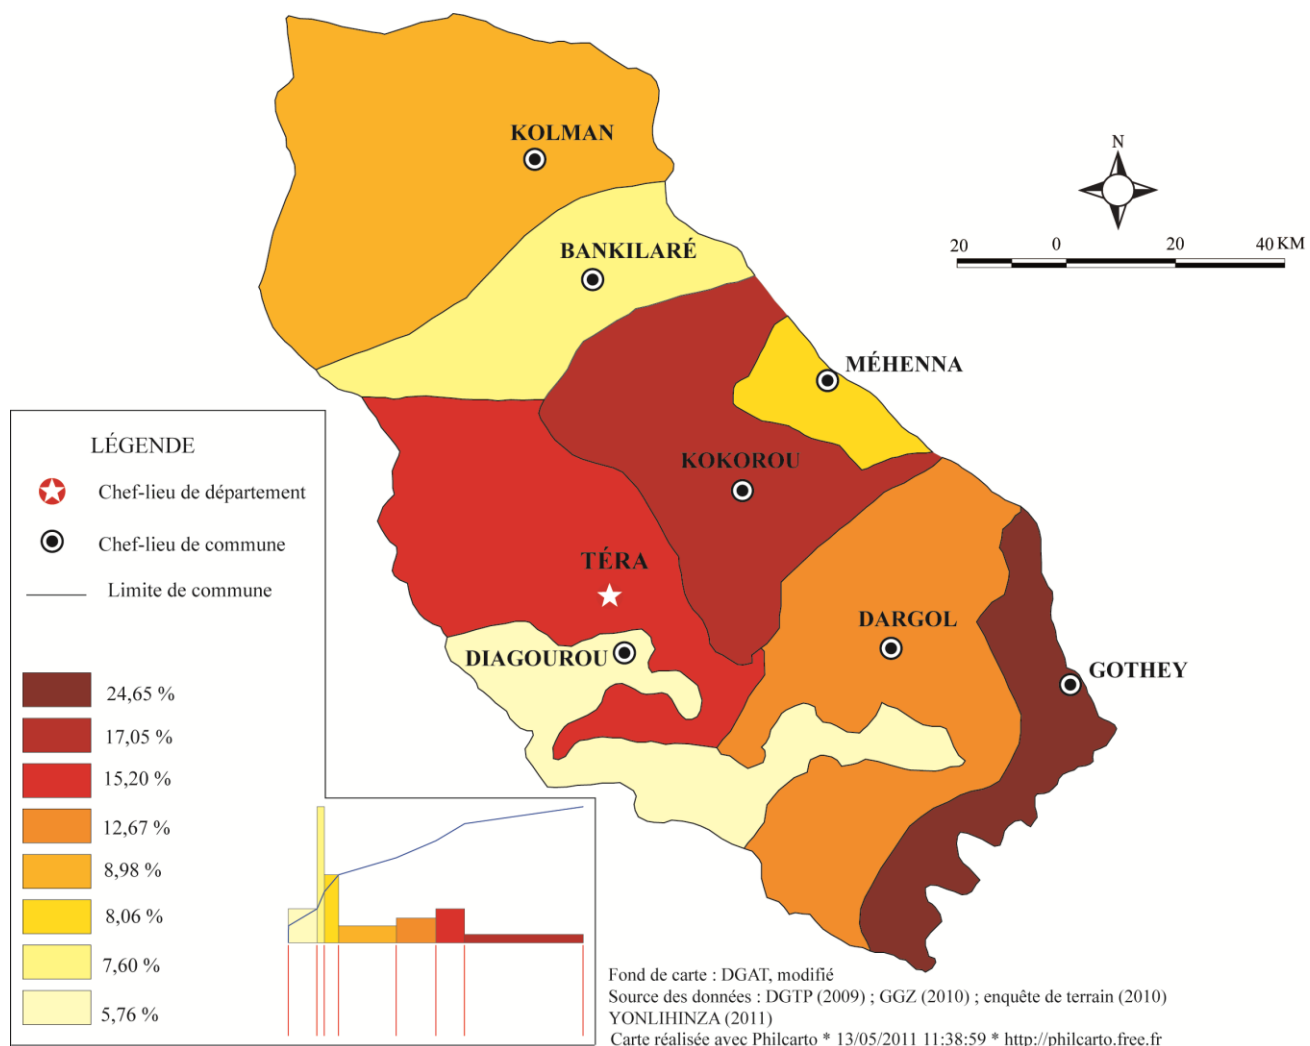 KOLMAN
N
BANKILARÉ
20 0 20 40 KM
MÉHENNA
KOKOROU
TÉRA
DARGOL
DIAGOUROU
GOTHEY
LÉGENDE
Chef-lieu de département
Chef-lieu de commune
Limite de commune
24,65 %
17,05 %
15,20 %
12,67 %
8,98 %
8,06 %
7,60 %
5,76 %
Fond de carte : DGAT, modifié
Source des données : DGTP (2009) ; GGZ (2010) ; enquête de terrain (2010)
YONLIHINZA (2011)
Carte réalisée avec Philcarto * 13/05/2011 11:38:59 * http://philcarto.free.fr